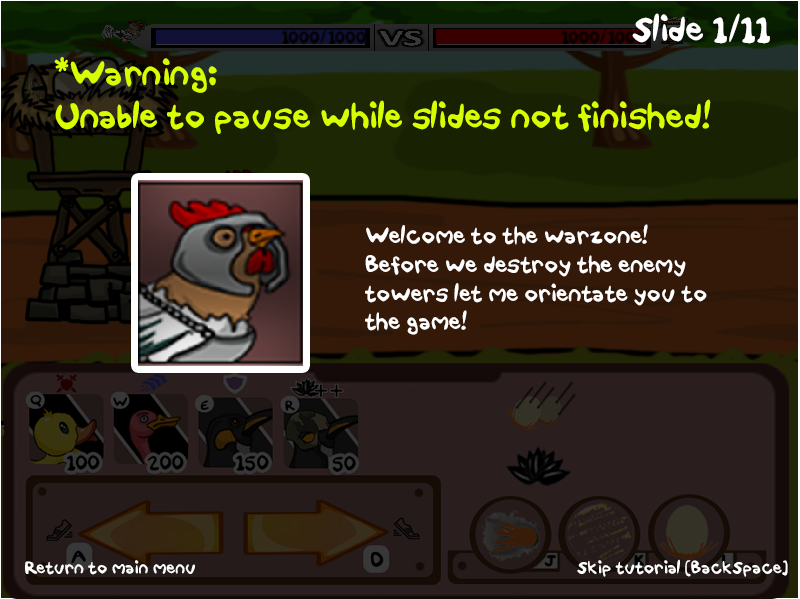 1000/1000 VS 1000/1000
Slide 1/11
*Warning:
Unable to pause while slides not finished!
Welcome to the warzone!
Before we destroy the enemy
towers let me orientate you to
the game!
Q W E R ++
100 200 150 50
A D J K
Return to main menu
Skip tutorial [BackSpace]